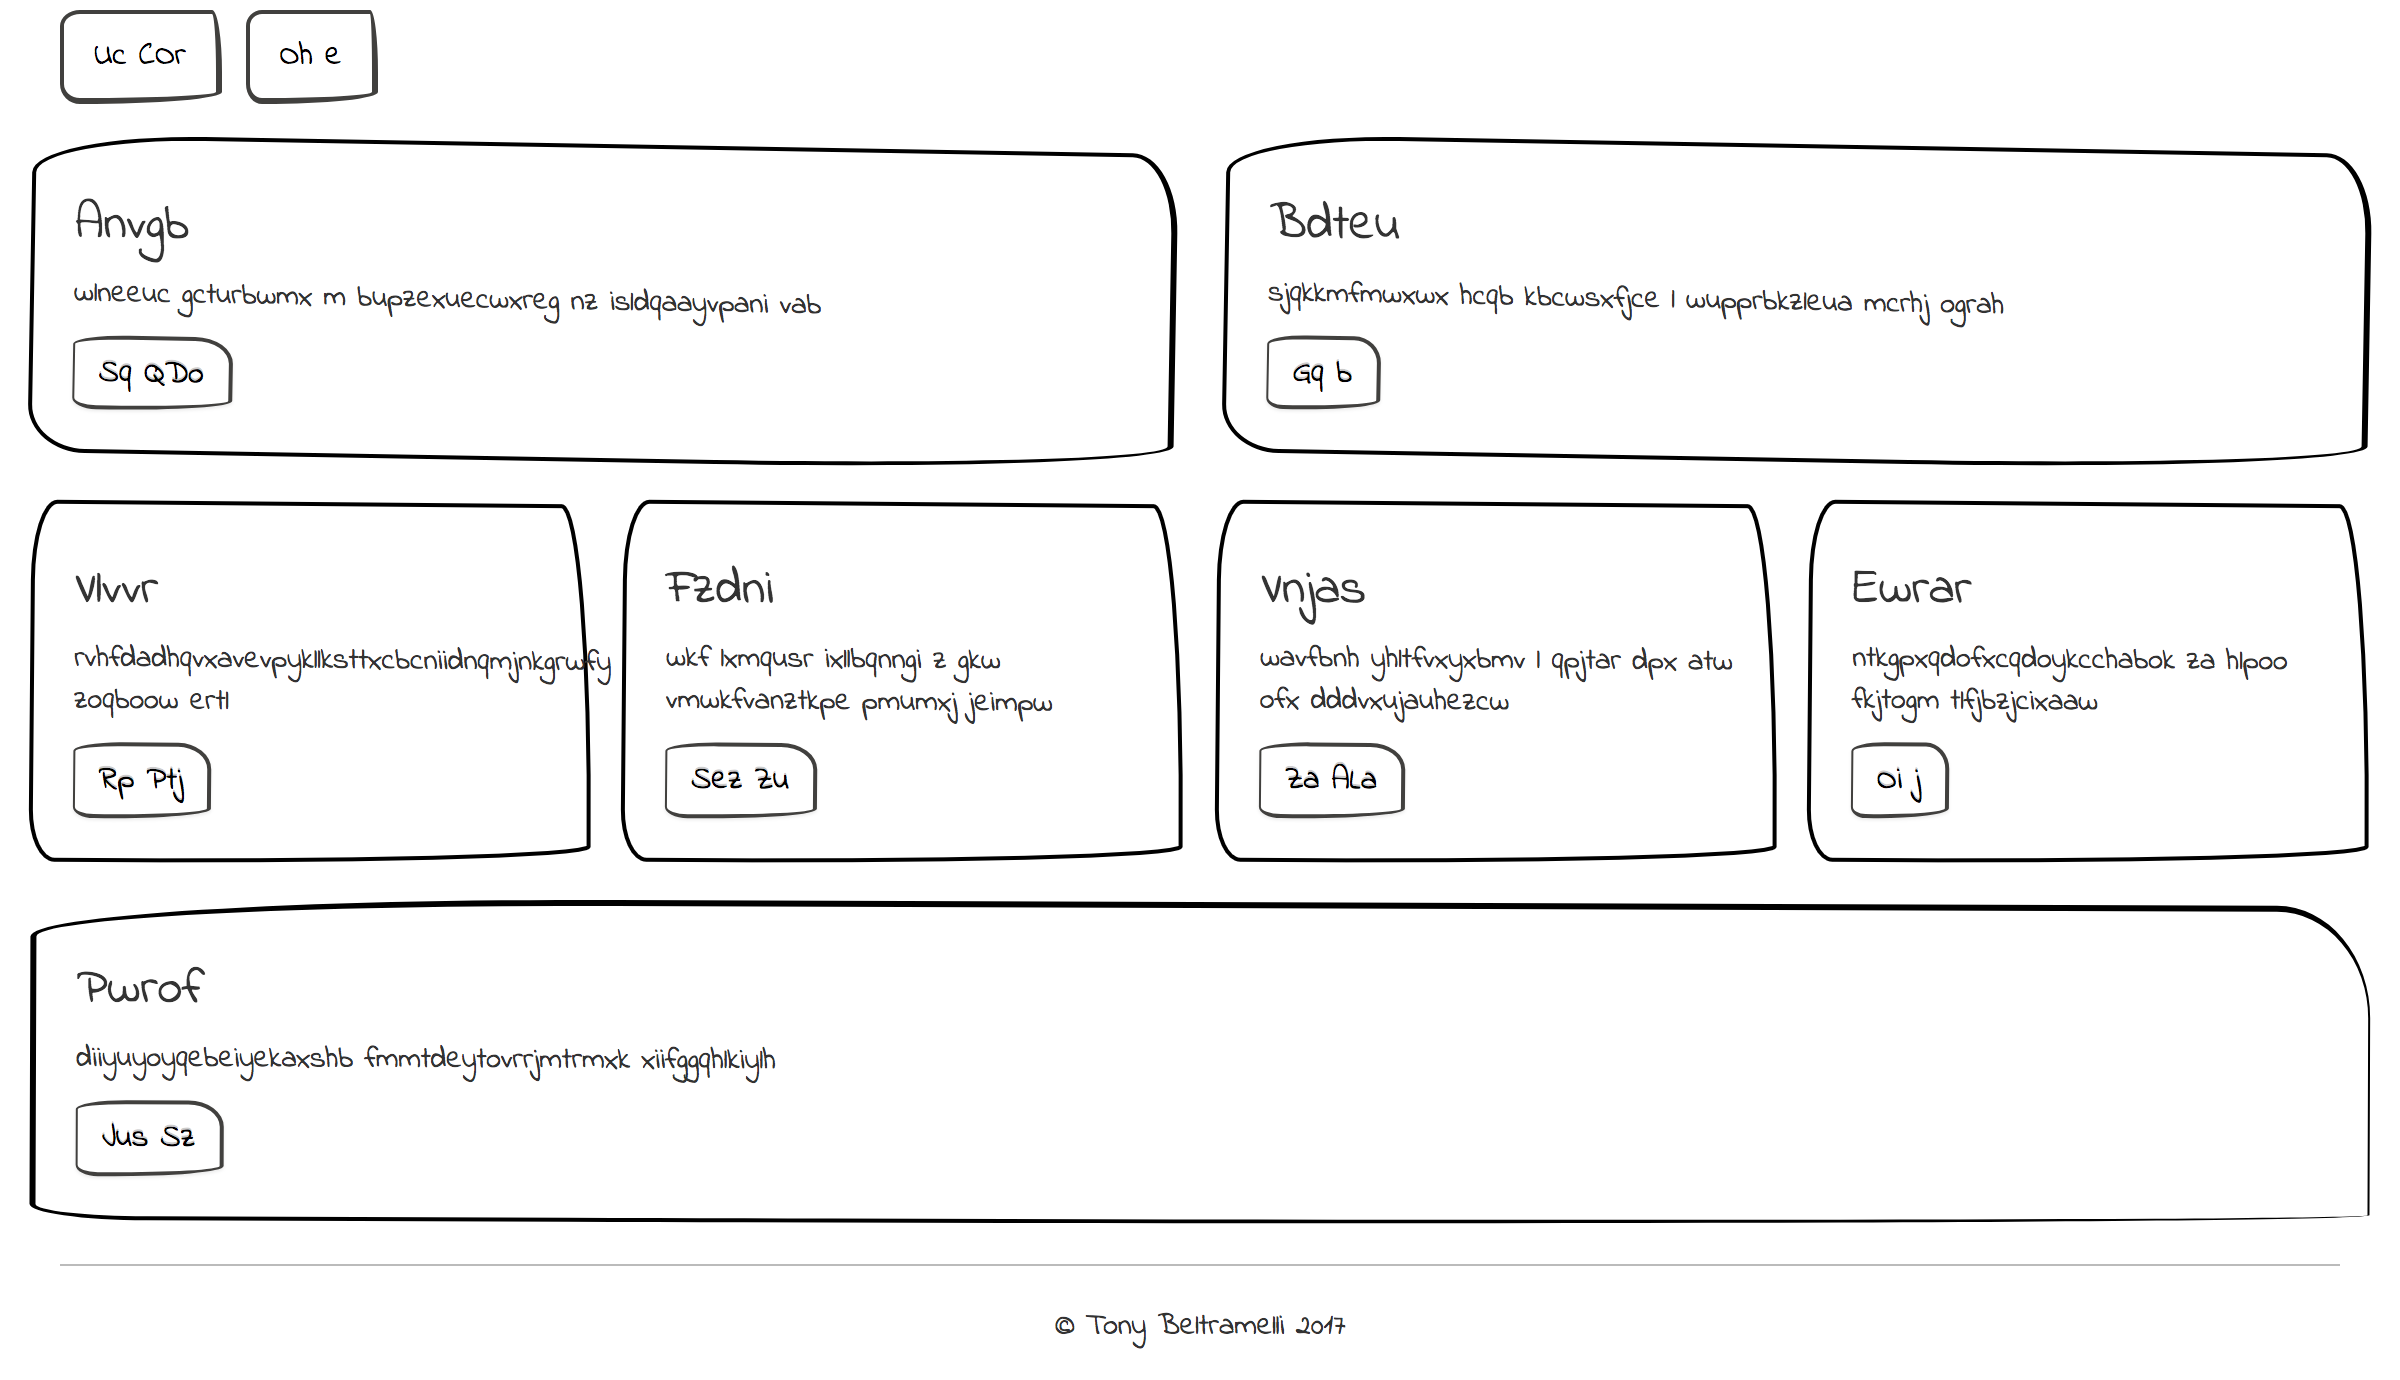 Uc Cor
Oh e
Anvgb
wlneeuc gcturbwmx m bupzexuecwxreg nz isldqaayvpani vab
Sq QDo
Bdteu
sjqkkmfmwxwx hcqb kbcwsxfjce l wupprbkzleua mcrhj ograh
Gq b
Vlvvr
rvhfdadhqvxavevpykllksttxcbcniidnqmjnkgrwfy
zoqboow ertl
Rp Ptj
Fzdni
wkf lxmqusr ixllbqnngi z gkw
vmwkfvanztkpe pmumxj jeimpw
Sez Zu
Vnjas
wavfbnh yhltfvxyxbmv l qpjtar dpx atw
ofx dddvxujauhezcw
Za ALa
Ewrar
ntkgpxqdofxcqdoykcchabok za hlpoo
fkjtogm tlfjbzjcixaaw
Oi j
Pwrof
diiyuyoyqebeiyekaxshb fmmtdeytovrrjmtrmxk xiifggqhlkiylh
Jus Sz
© Tony Beltramelli 2017